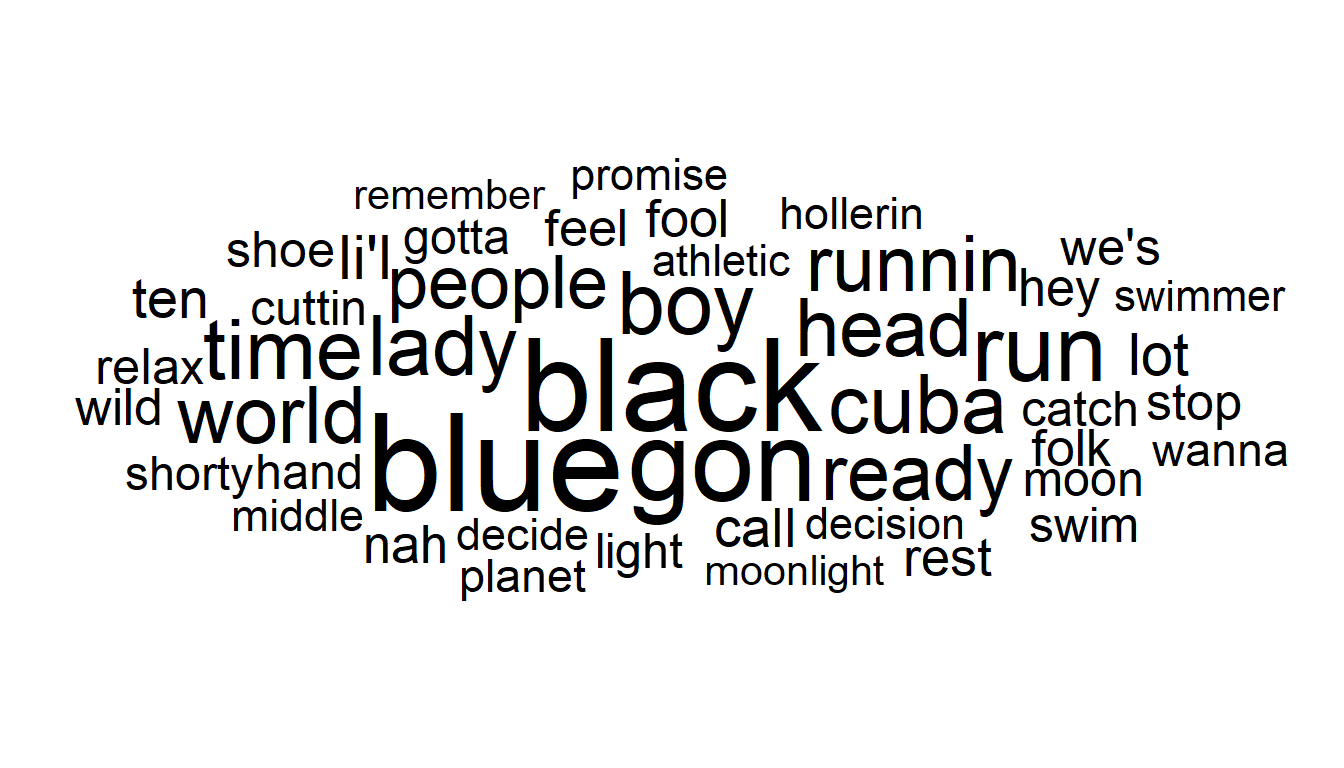 promise
remember
hollerin
fool
feel
gotta
shoe
li'l
we's
athletic
runnin
people
hey
swimmer
boy
ten
cuttin
head
time
lady
run
lot
relax
black
wild
world
cuba
catch
stop
folk
wanna
shorty
hand
blue
gon
ready
moon
middle
nah
decide
light
call
decision
swim
planet
moonlight
rest